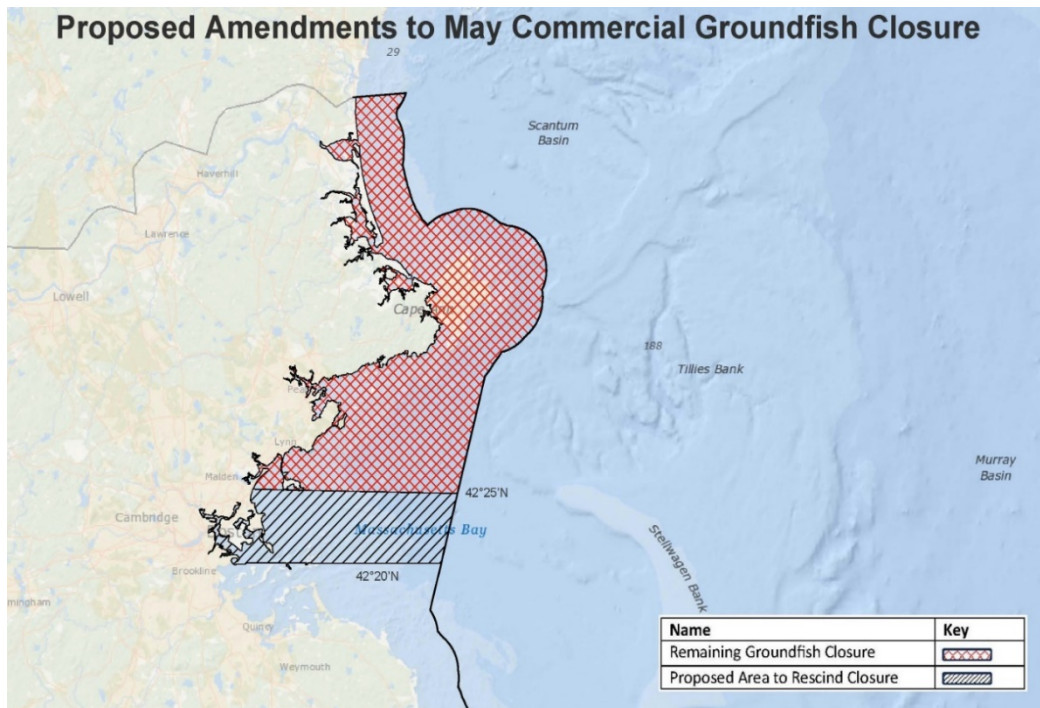 Proposed Amendments to May Commercial Groundfish Closure
29
Scantum
Basin
Haverhill
Lawrence
Lowell
Cape
188
Tillies Bank
Lynn
Malden
42°25'N
Murray
Basin
Cambridge
Massachusetts Bay
Stellwagen Bank
Brookline
42°20'N
mingham
Quincy
Weymouth
Name Key
Remaining Groundfish Closure
Proposed Area to Rescind Closure